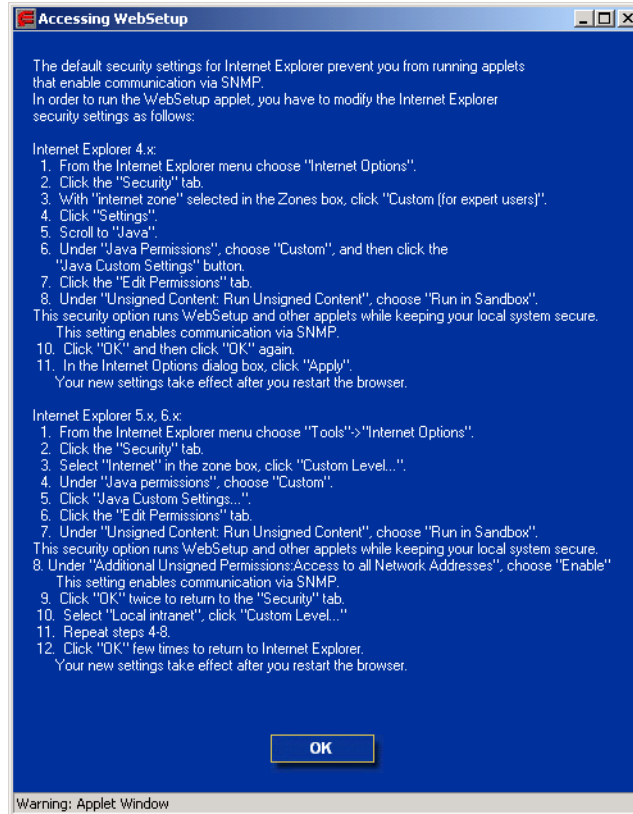 Accessing WebSetup
The default security settings for Internet Explorer prevent you from running applets
that enable communication via SNMP.
In order to run the WebSetup applet, you have to modify the Internet Explorer
security settings as follows:
Internet Explorer 4.x:
1. From the Internet Explorer menu choose "Internet Options".
2. Click the "Security" tab.
3. With "internet zone" selected in the Zones box, click "Custom (for expert users)".
4. Click "Settings".
5. Scroll to "Java".
6. Under "Java Permissions", choose "Custom", and then click the
"Java Custom Settings" button.
7. Click the "Edit Permissions" tab.
8. Under "Unsigned Content: Run Unsigned Content", choose "Run in Sandbox".
This security option runs WebSetup and other applets while keeping your local system secure.
This setting enables communication via SNMP.
10. Click "OK" and then click "OK" again.
11. In the Internet Options dialog box, click "Apply".
Your new settings take effect after you restart the browser.
Internet Explorer 5.x, 6.x:
1. From the Internet Explorer menu choose "Tools"->"Internet Options".
2. Click the "Security" tab.
3. Select "Internet" in the zone box, click "Custom Level...".
4. Under "Java permissions", choose "Custom".
5. Click "Java Custom Settings...".
6. Click the "Edit Permissions" tab.
7. Under "Unsigned Content: Run Unsigned Content", choose "Run in Sandbox".
This security option runs WebSetup and other applets while keeping your local system secure.
8. Under "Additional Unsigned Permissions:Access to all Network Addresses", choose "Enable"
This setting enables communication via SNMP.
9. Click "OK" twice to return to the "Security" tab.
10. Select "Local intranet", click "Custom Level..."
11. Repeat steps 4-8.
12. Click "OK" few times to return to Internet Explorer.
Your new settings take effect after you restart the browser.
OK
Warning: Applet Window